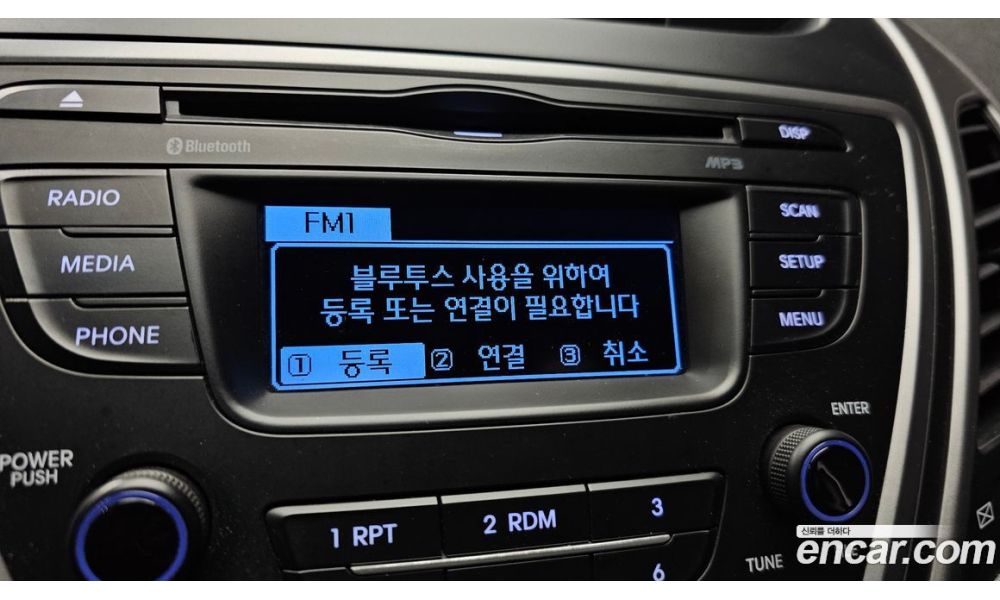 Bluetooth
DISP
MP3
RADIO
SCAN
FM1
블루투스 사용을 위하여
등록 또는 연결이 필요합니다
① 등록 ② 연결 ③ 취소
MEDIA
SETUP
PHONE
MENU
ENTER
POWER
PUSH
1 RPT
2 RDM
3
6
TUNE
신뢰를 더하다
encar.com